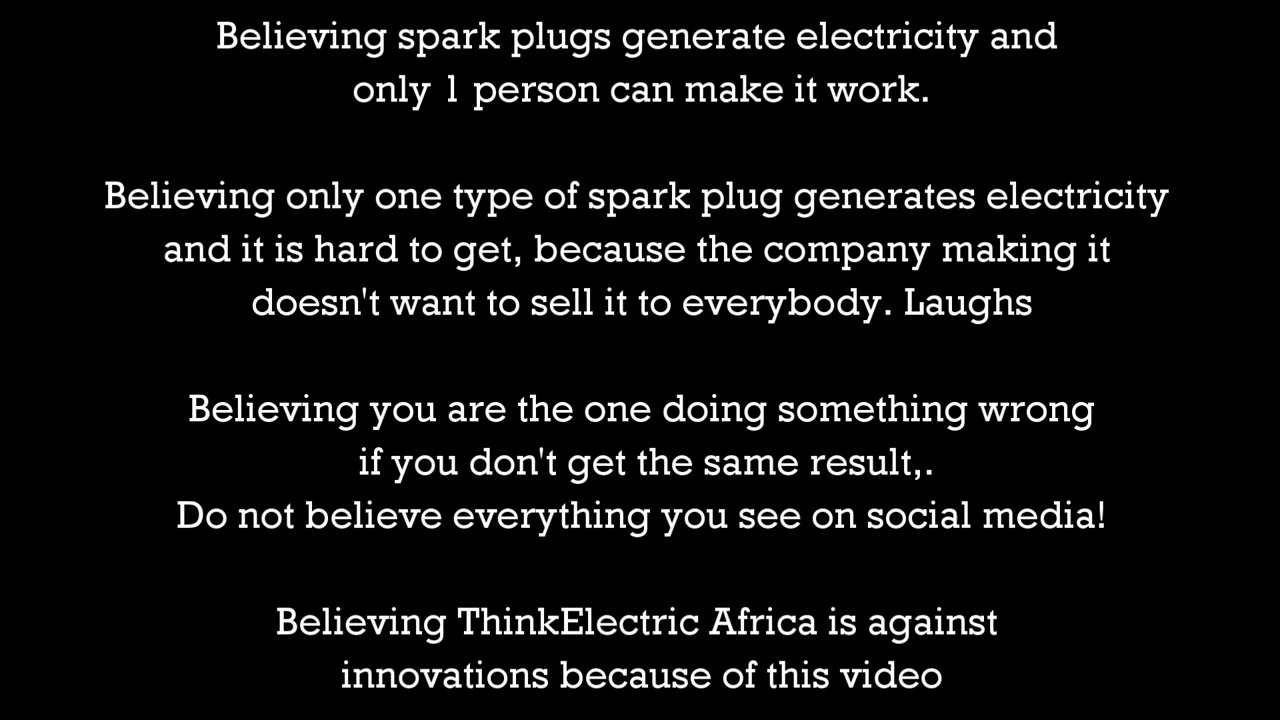 Believing spark plugs generate electricity and
only 1 person can make it work.
Believing only one type of spark plug generates electricity
and it is hard to get, because the company making it
doesn't want to sell it to everybody. Laughs
Believing you are the one doing something wrong
if you don't get the same result,.
Do not believe everything you see on social media!
Believing ThinkElectric Africa is against
innovations because of this video